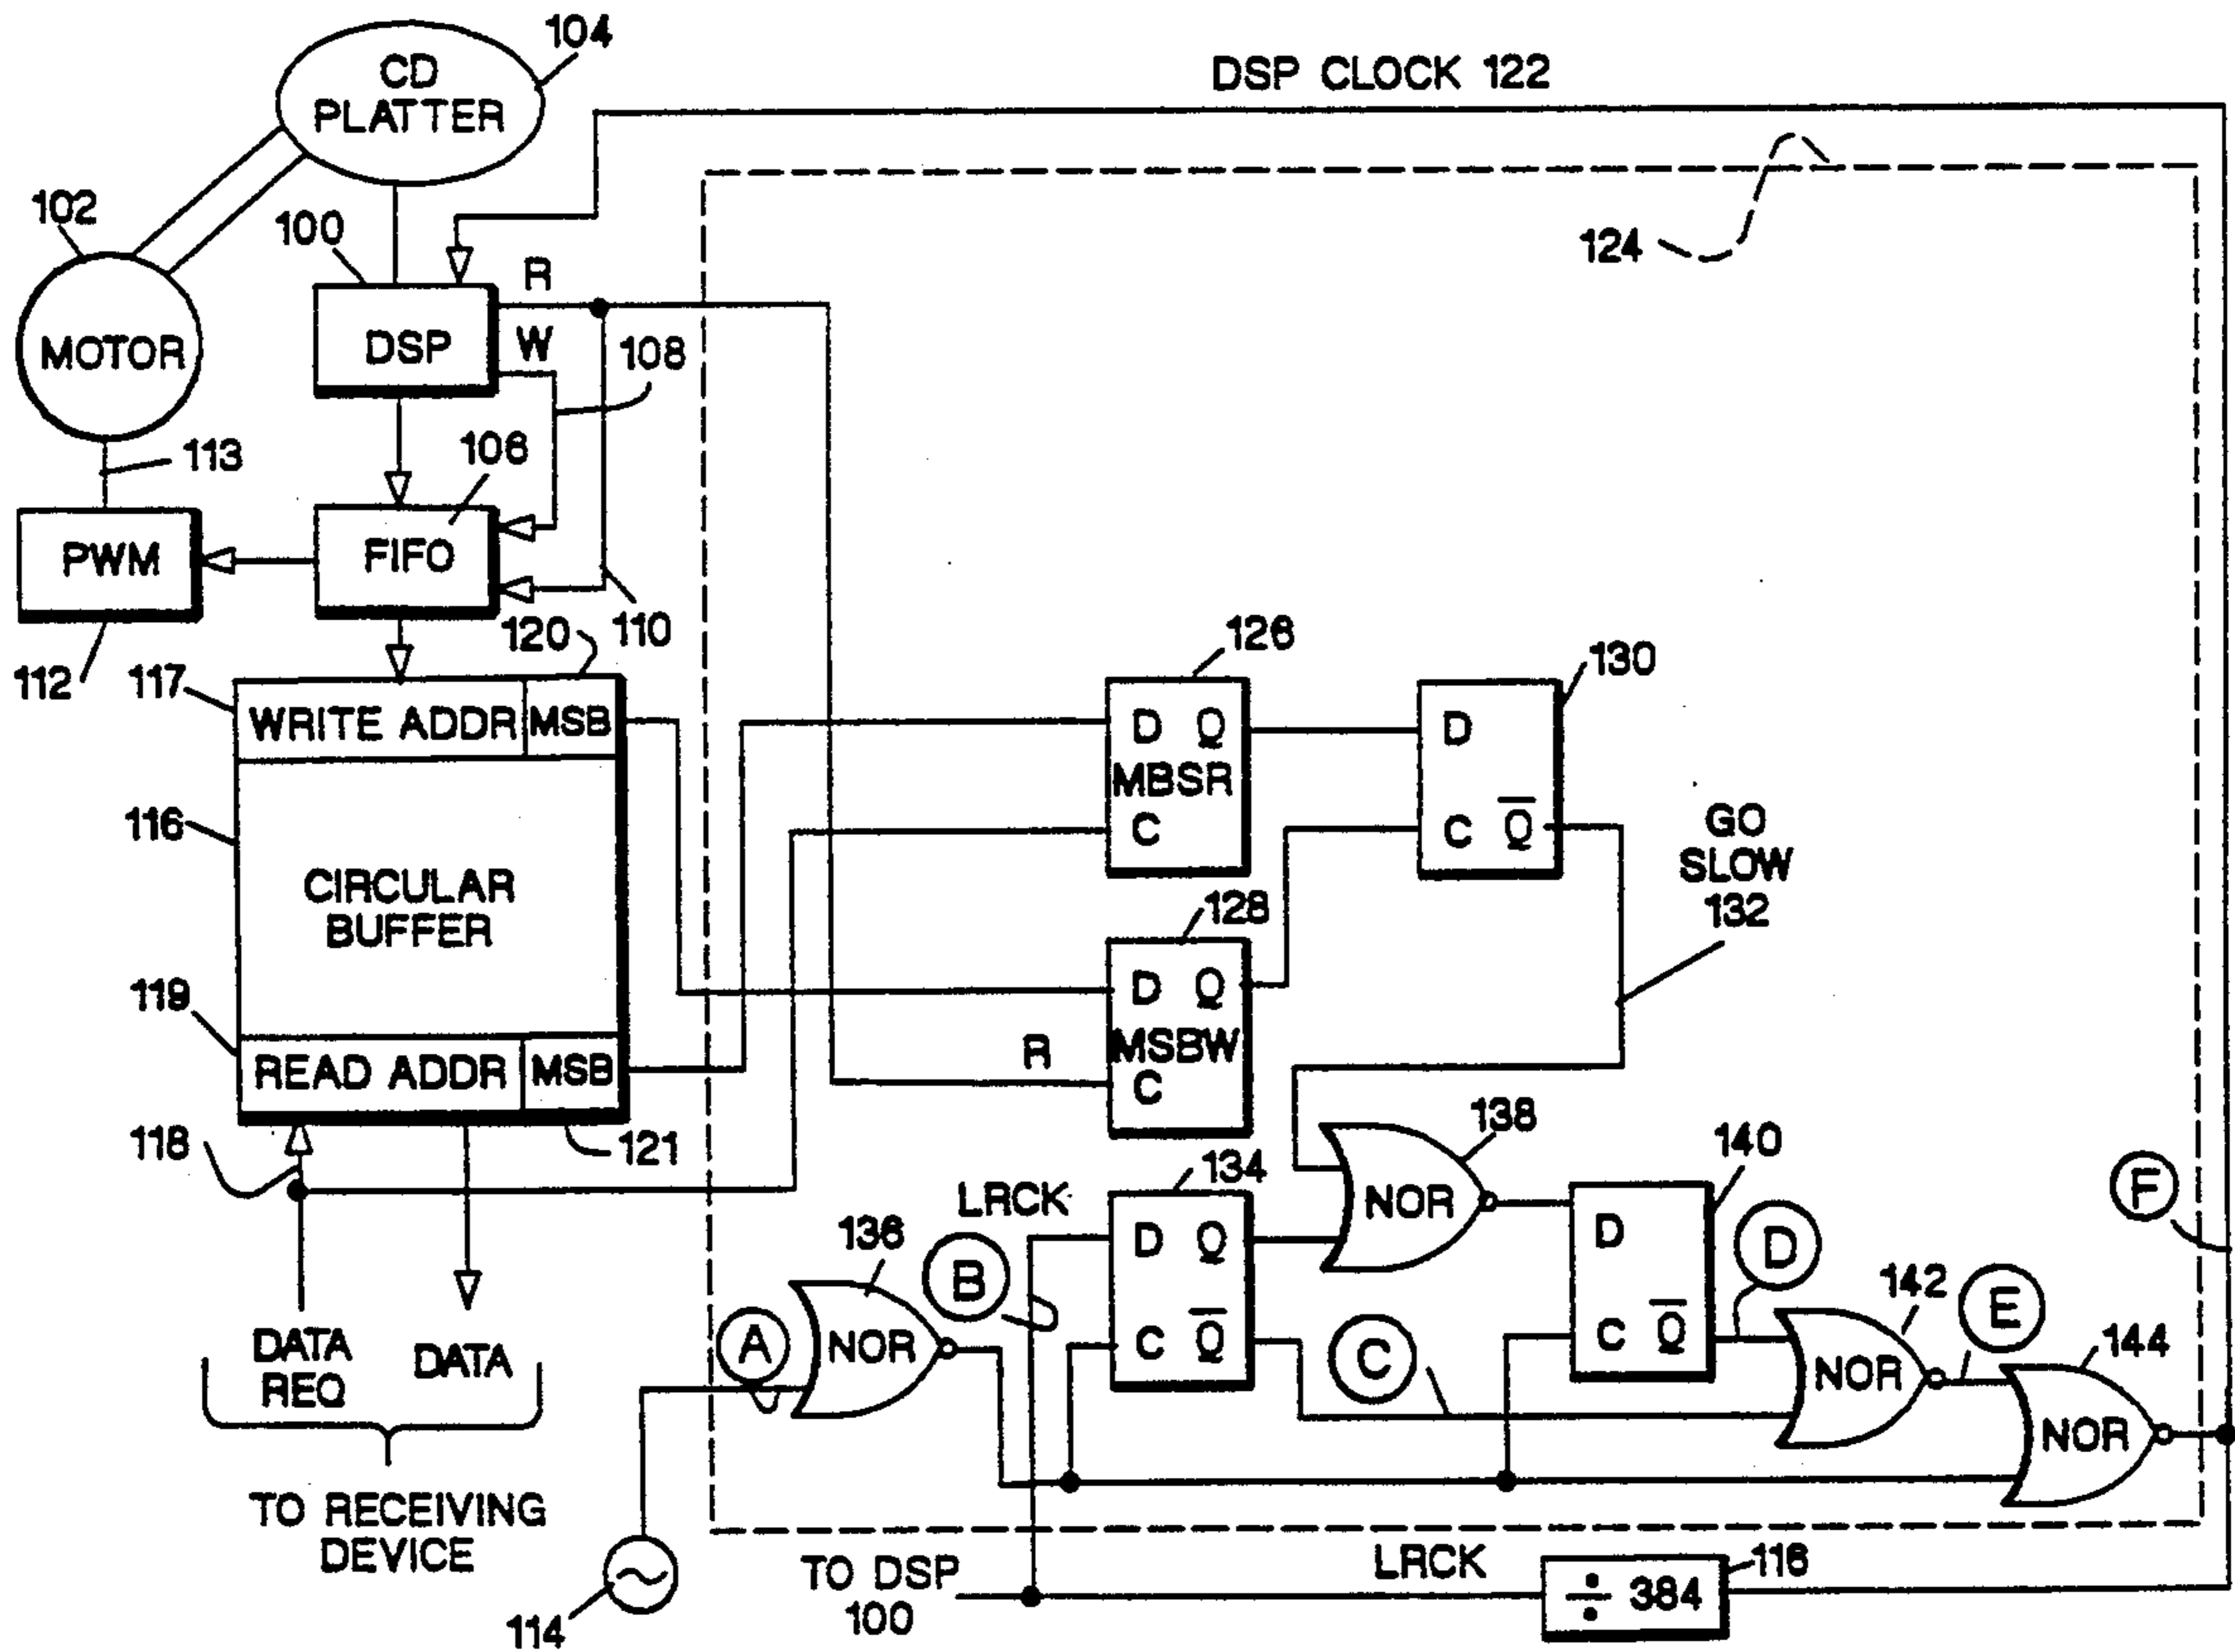 104
CD
PLATTER
DSP CLOCK 122
102
100
124
R
MOTOR
DSP
W
108
113
106
PWM
FIFO
120
110
126
112
117
130
WRITE ADDR
MSB
D Q
D
MBSR
116
C
C Q
GO
SLOW
132
CIRCULAR
BUFFER
128
119
D Q
READ ADDR
MSB
R
MSBW
C
118
121
134
138
140
LRCK
NOR
F
136
B
D Q
D
D
142
E
144
DATA
REQ
DATA
A
NOR
C Q
C
C Q
NOR
NOR
TO RECEIVING
DEVICE
TO DSP
100
LRCK
116
÷ 384
114